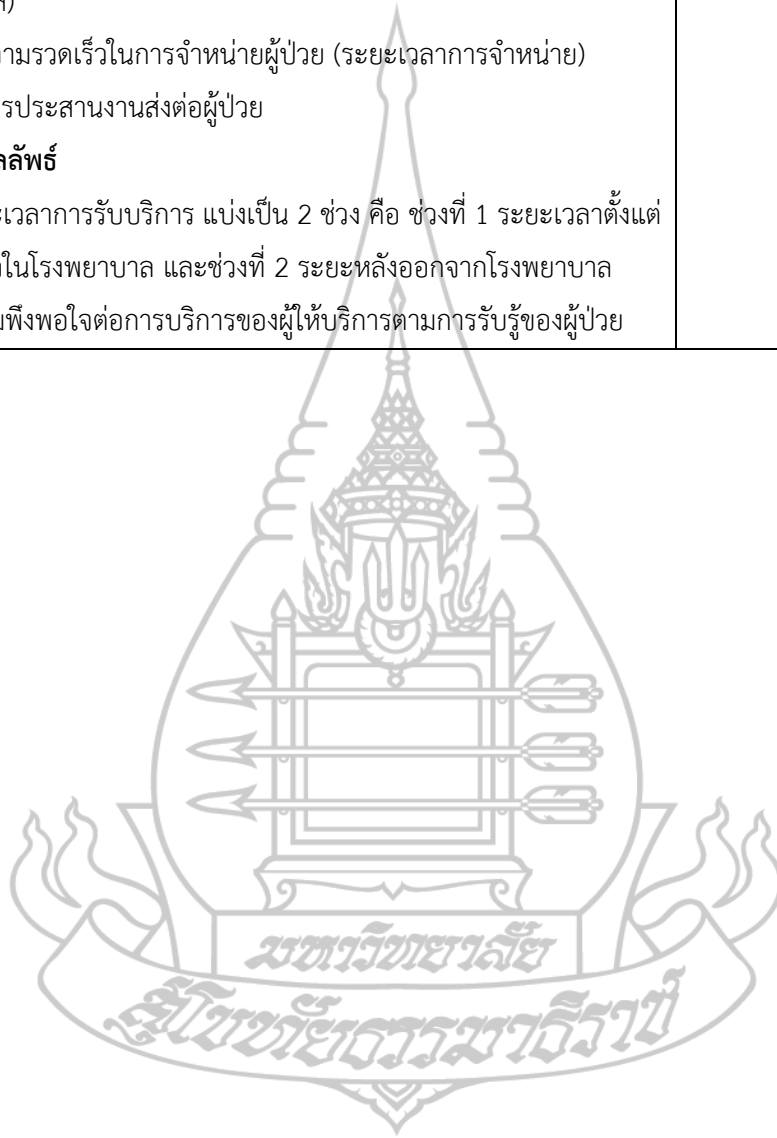 ามรวดเร็วในการจำหน่ายผู้ป่วย (ระยะเวลาการจำหน่าย)
รประสานงานส่งต่อผู้ป่วย
ลลัพธ์
ะเวลาการรับบริการ แบ่งเป็น 2 ช่วง คือ ช่วงที่ 1 ระยะเวลาตั้งแต่
ในโรงพยาบาล และช่วงที่ 2 ระยะหลังออกจากโรงพยาบาล
มพึงพอใจต่อการบริการของผู้ให้บริการตามการรับรู้ของผู้ป่วย
มหาวิทยาลัย
สุโขทัยธรรมาธิราช